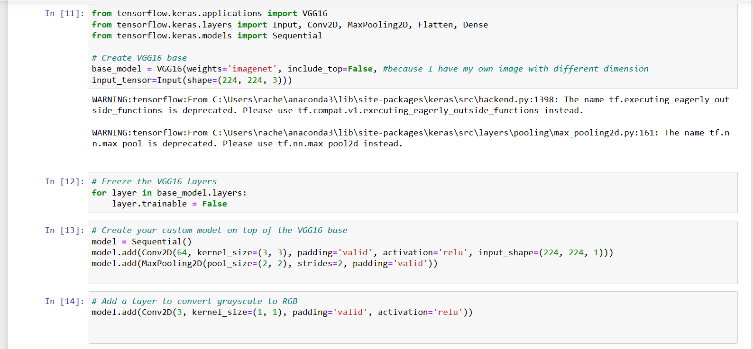 In [11]: from tensorflow.keras.applications import VGG16
from tensorflow.keras.layers import Input, Conv2D, MaxPooling2D, Flatten, Dense
from tensorflow.keras.models import Sequential
# Create VGG16 base
base_model = VGG16(weights='imagenet', include_top=False, #because I have my own image with different dimension
input_tensor=Input(shape=(224, 224, 3)))
WARNING:tensorflow:From C:\Users\rache\anaconda3\lib\site-packages\keras\src\backend.py:1398: The name tf.executing_eagerly_out
side_functions is deprecated. Please use tf.compat.v1.executing_eagerly_outside_functions instead.
WARNING:tensorflow:From C:\Users\rache\anaconda3\lib\site-packages\keras\src\layers\pooling\max_pooling2d.py:161: The name tf.n
n.max_pool is deprecated. Please use tf.nn.max_pool2d instead.
In [12]: # Freeze the VGG16 layers
for layer in base_model.layers:
layer.trainable = False
In [13]: # Create your custom model on top of the VGG16 base
model = Sequential()
model.add(Conv2D(64, kernel_size=(3, 3), padding='valid', activation='relu', input_shape=(224, 224, 1)))
model.add(MaxPooling2D(pool_size=(2, 2), strides=2, padding='valid'))
In [14]: # Add a layer to convert grayscale to RGB
model.add(Conv2D(3, kernel_size=(1, 1), padding='valid', activation='relu'))